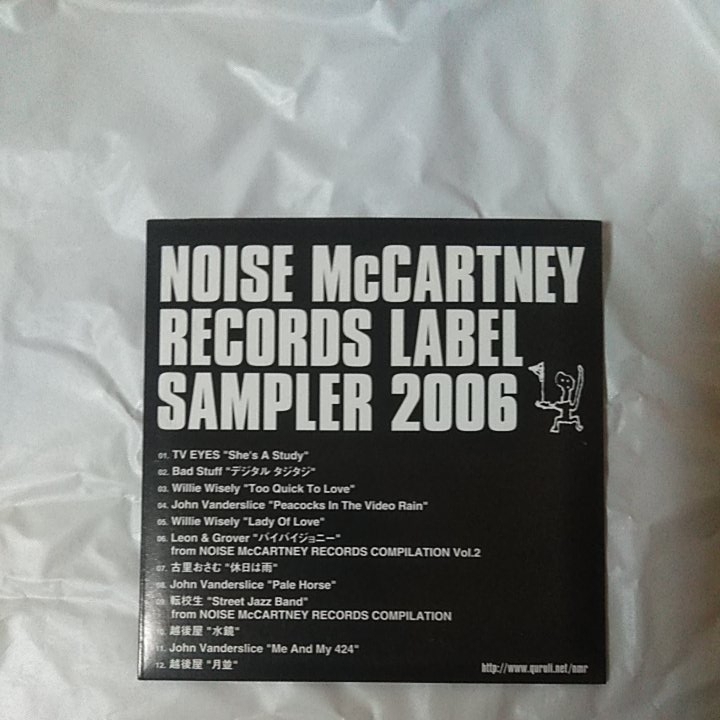 NOISE McCARTNEY
RECORDS LABEL
SAMPLER 2006
01. TV EYES "She's A Study"
02. Bad Stuff "デジタル タジタジ"
03. Willie Wisely "Too Quick To Love"
04. John Vanderslice "Peacocks In The Video Rain"
05. Willie Wisely "Lady Of Love"
06. Leon & Grover "バイバイジョニー"
from NOISE McCARTNEY RECORDS COMPILATION Vol.2
07. 古里おさむ "休日は雨"
08. John Vanderslice "Pale Horse"
09. 転校生 "Street Jazz Band"
from NOISE McCARTNEY RECORDS COMPILATION
10. 越後屋 "水鏡"
11. John Vanderslice "Me And My 424"
12. 越後屋 "月並"
http://www.quruli.net/nmr